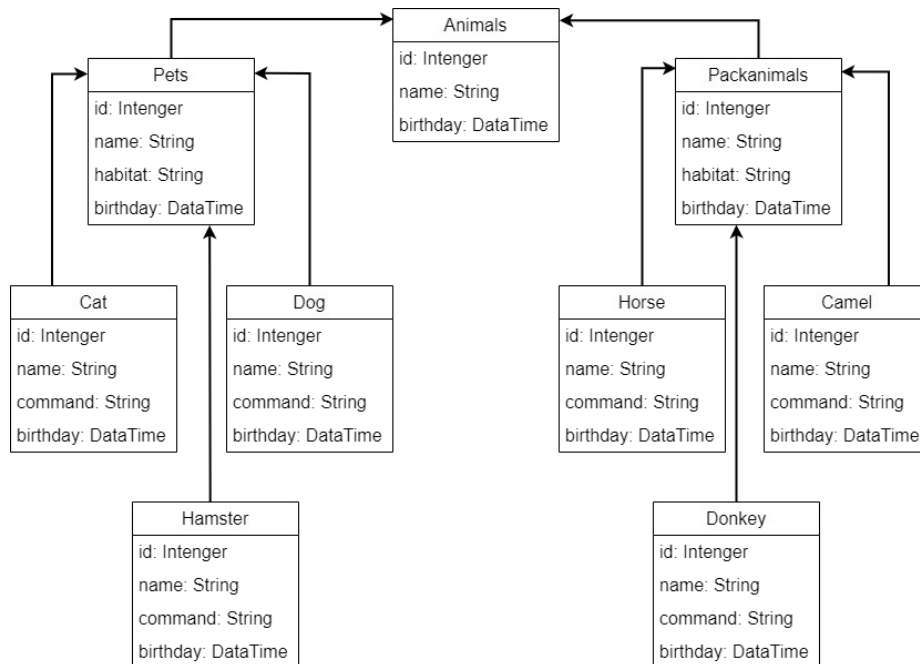 Animals
id: Intenger
name: String
birthday: DataTime
Pets
id: Intenger
name: String
habitat: String
birthday: DataTime
Packanimals
id: Intenger
name: String
habitat: String
birthday: DataTime
Cat
id: Intenger
name: String
command: String
birthday: DataTime
Dog
id: Intenger
name: String
command: String
birthday: DataTime
Horse
id: Intenger
name: String
command: String
birthday: DataTime
Camel
id: Intenger
name: String
command: String
birthday: DataTime
Hamster
id: Intenger
name: String
command: String
birthday: DataTime
Donkey
id: Intenger
name: String
command: String
birthday: DataTime